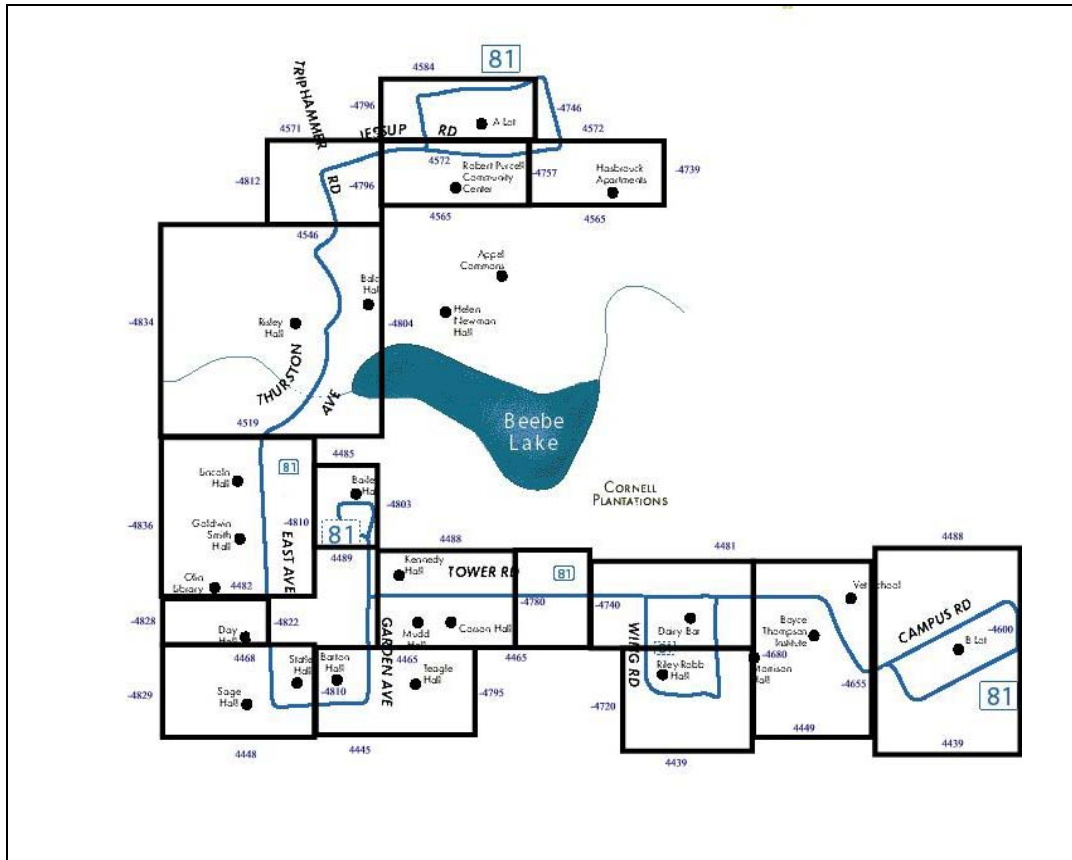 81
4584
TRIPHAMMER
-4796
-4746
4571
JESSUP RD
A Lot
4572
4572
Robert Purcell
Community
Center
-4757
Hasbrouck
Apartments
-4739
-4812
RD
-4796
4565
4565
4546
Appel
Commons
-4834
Risley
Hall
-4804
Helen
Newman
Hall
THURSTON
AVE
4519
Beebe
Lake
4485
81
Lincoln
Hall
-4803
CORNELL
PLANTATIONS
-4836
Goldwin
Smith
Hall
-4810
81
EAST AVE
4489
4488
4481
4488
Kennedy
Hall
TOWER RD
81
Olin
Library
4482
Vet School
-4828
-4822
-4780
-4740
CAMPUS RD
Day
Hall
GARDEN AVE
Mudd
Hall
Caison Hall
WING RD
Dairy Bar
Boyce
Thompson
Institute
-4600
B Lot
4468
4465
4465
Statler
Hall
Barton
Hall
Teagle
Hall
Riley-Robb
Hall
-4680
Morrison
Hall
-4655
-4829
Sage
Hall
-4810
-4795
-4720
81
4448
4445
4439
4449
4439